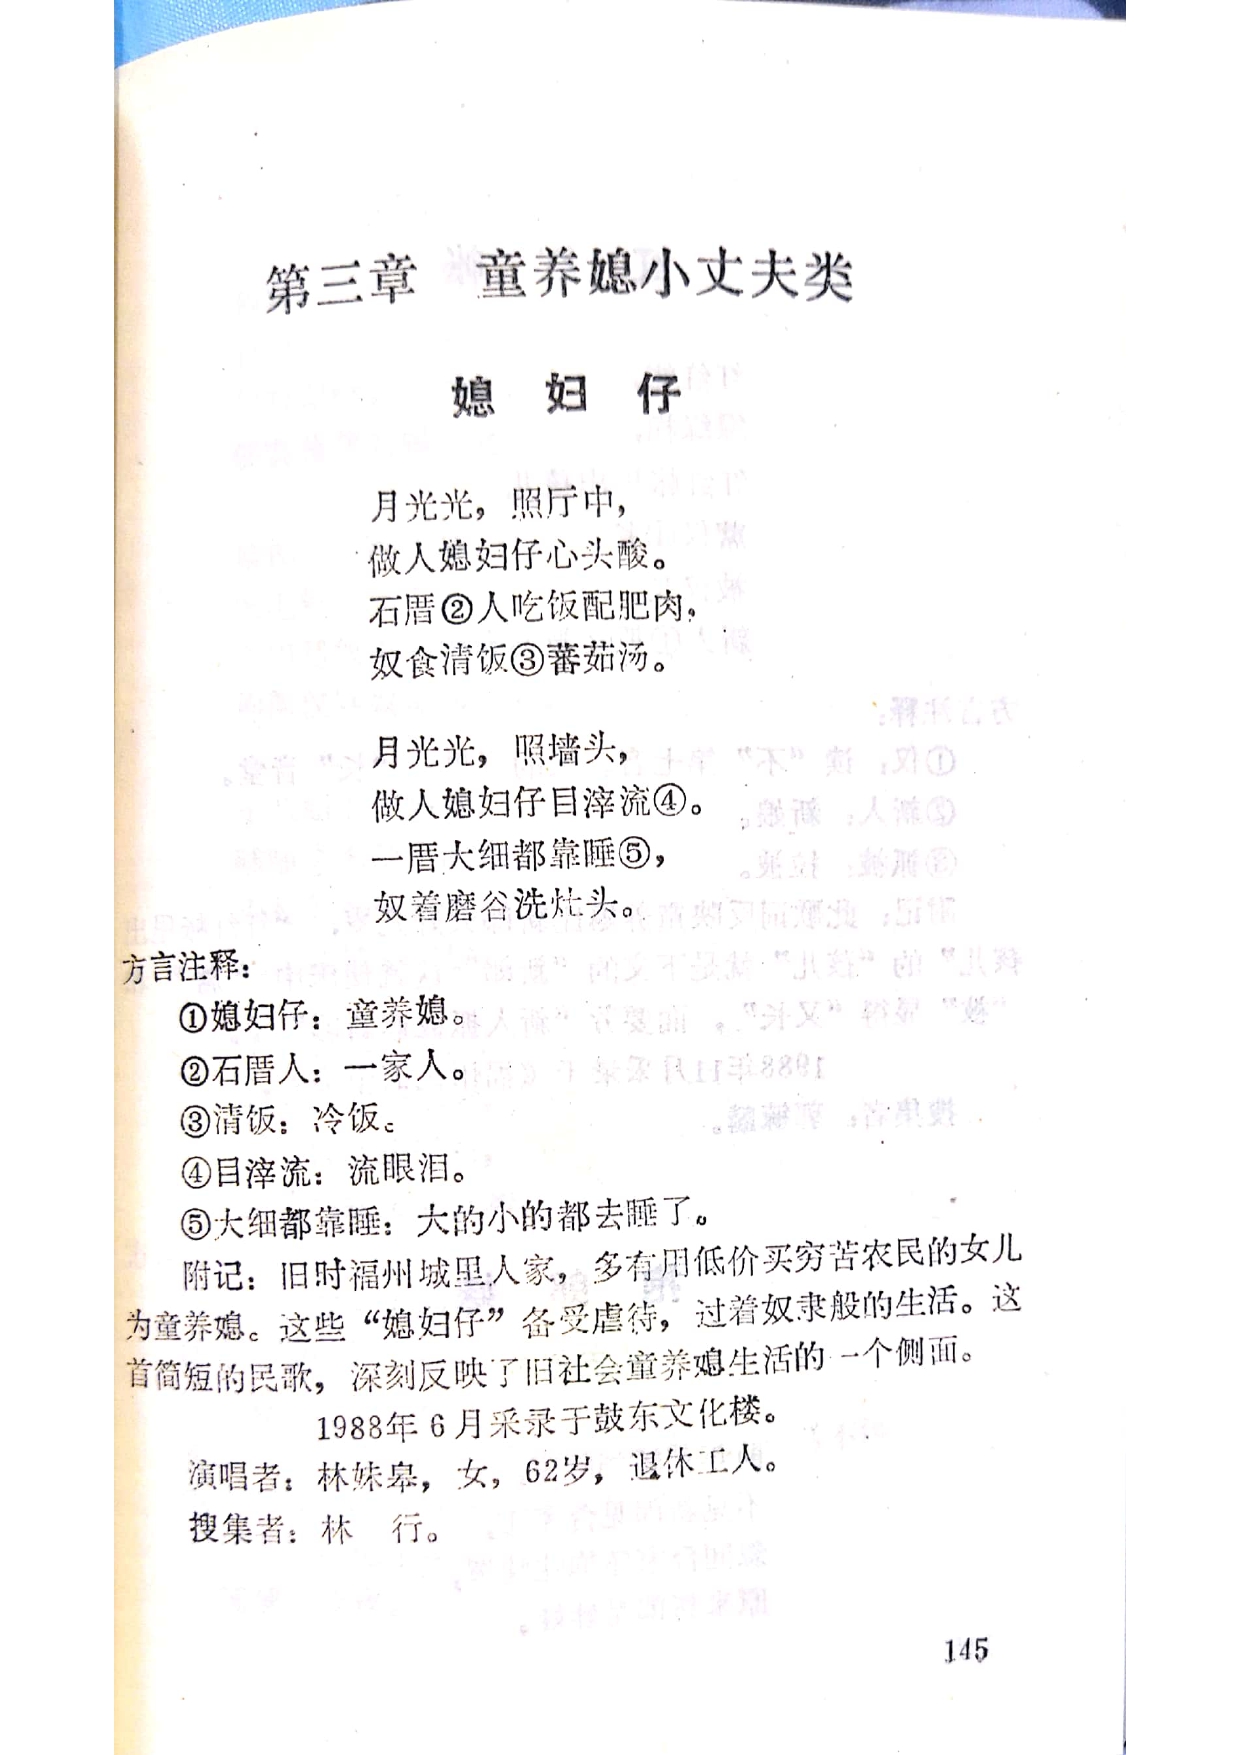 第三章　童养媳小丈夫类
媳　妇　仔
月光光，照厅中，
做人媳妇仔心头酸。
石厝②人吃饭配肥肉，
奴食清饭③蕃茹汤。
月光光，照墙头，
做人媳妇仔目滓流④。
一厝大细都靠睡⑤，
奴着磨谷洗灶头。
方言注释：
①媳妇仔：童养媳。
②石厝人：一家人。
③清饭：冷饭。
④目滓流：流眼泪。
⑤大细都靠睡：大的小的都去睡了。
附记：旧时福州城里人家，多有用低价买穷苦农民的女儿
为童养媳。这些“媳妇仔”备受虐待，过着奴隶般的生活。这
首简短的民歌，深刻反映了旧社会童养媳生活的一个侧面。
1988年6月采录于鼓东文化楼。
演唱者：林妹皋，女，62岁，退休工人。
搜集者：林　行。
145